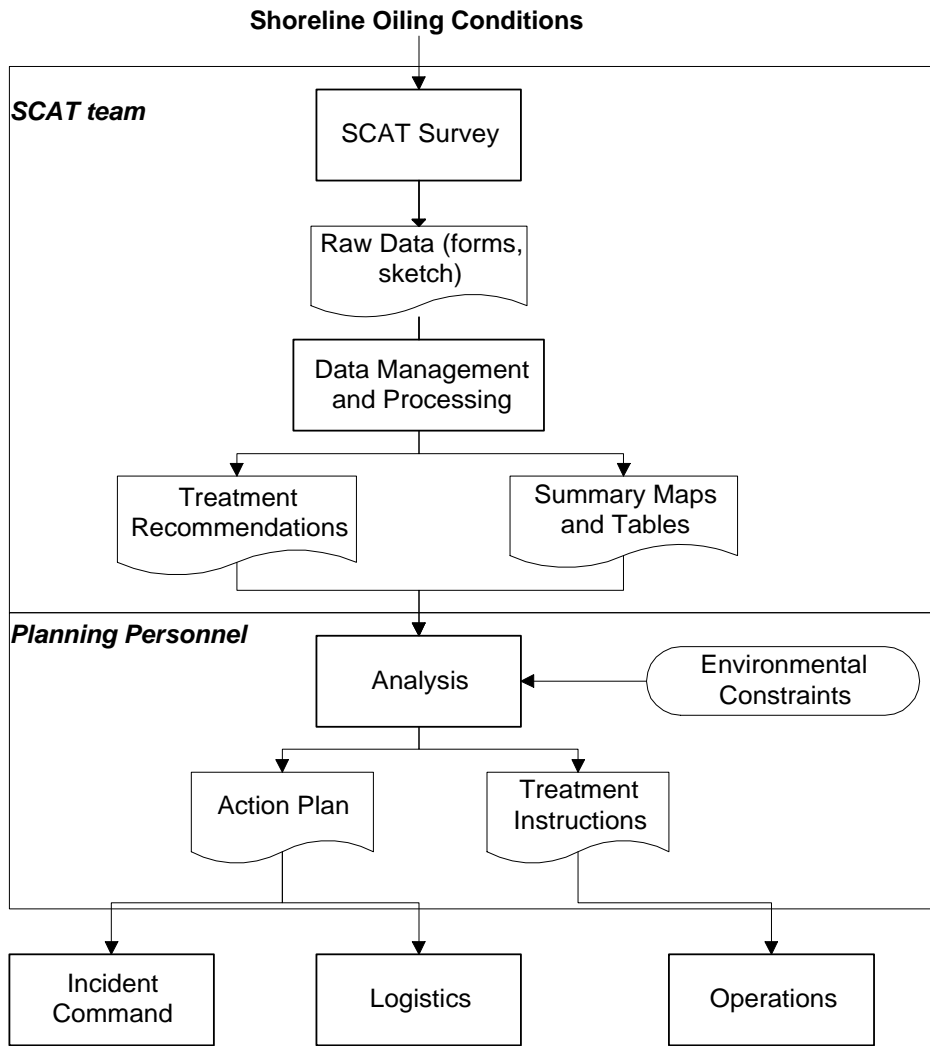 Shoreline Oiling Conditions
SCAT team
SCAT Survey
Raw Data (forms,
sketch)
Data Management
and Processing
Treatment
Recommendations
Summary Maps
and Tables
Planning Personnel
Analysis
Environmental
Constraints
Action Plan
Treatment
Instructions
Incident
Command
Logistics
Operations